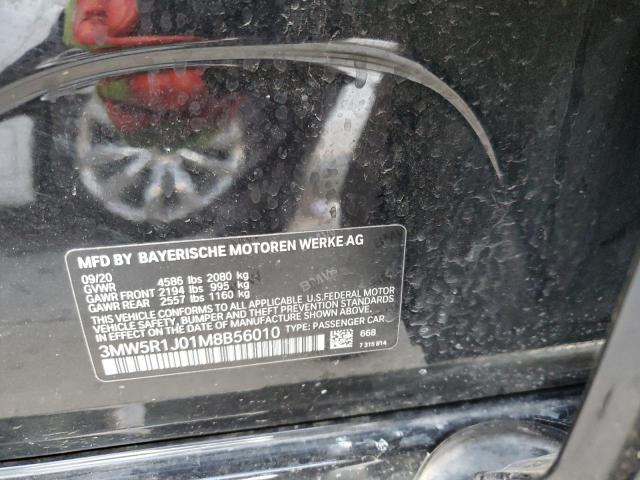 MFD BY BAYERISCHE MOTOREN WERKE AG
09/20
GVWR 4586 lbs 2080 kg
GAWR FRONT 2194 lbs 995 kg
GAWR REAR 2557 lbs 1160 kg
THIS VEHICLE CONFORMS TO ALL APPLICABLE U.S.FEDERAL MOTOR
VEHICLE SAFETY, BUMPER AND THEFT PREVENTION STANDARDS
IN EFFECT ON THE DATE OF MANUFACTURE SHOWN ABOVE.
3MW5R1J01M8B56010 TYPE: PASSENGER CAR 668
7 315 814